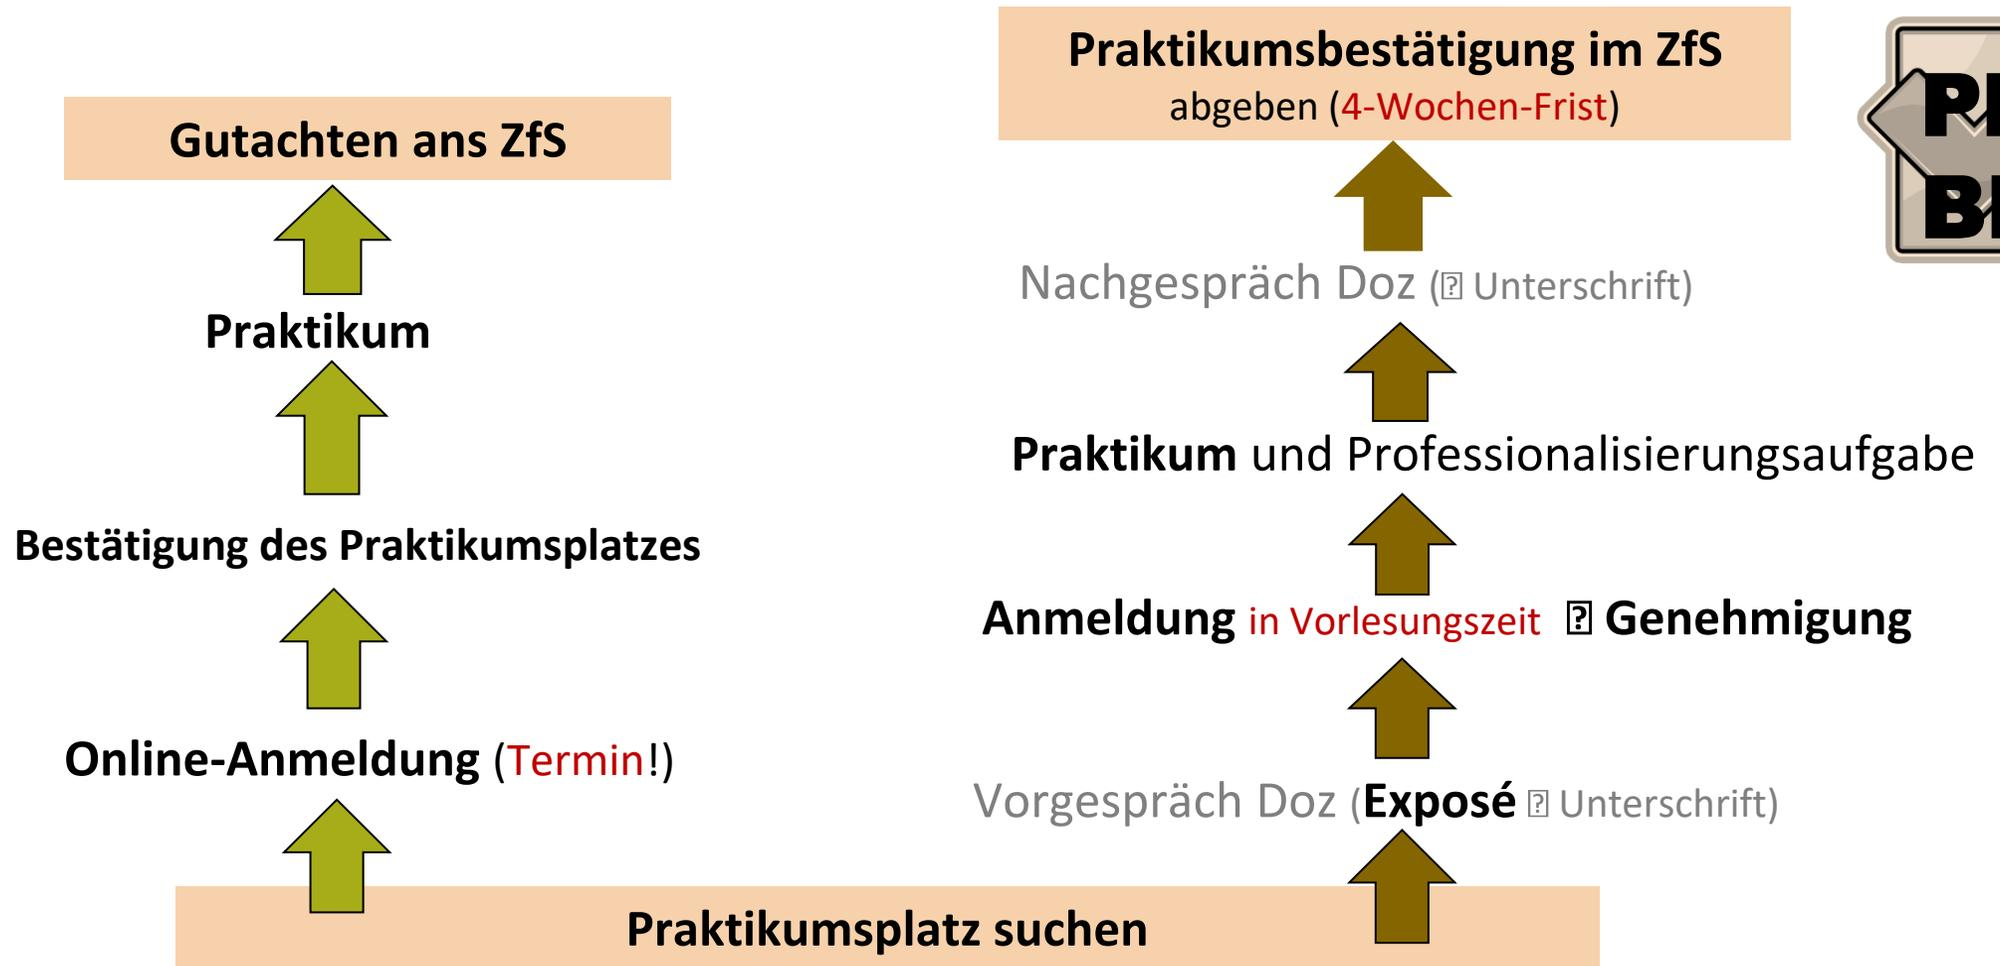 Praktikumsbestätigung im ZfS
abgeben (4-Wochen-Frist)
Gutachten ans ZfS
Nachgespräch Doz (⍰ Unterschrift)
Praktikum
Praktikum und Professionalisierungsaufgabe
Bestätigung des Praktikumsplatzes
Anmeldung in Vorlesungszeit ⍰ Genehmigung
Online-Anmeldung (Termin!)
Vorgespräch Doz (Exposé ⍰ Unterschrift)
Praktikumsplatz suchen